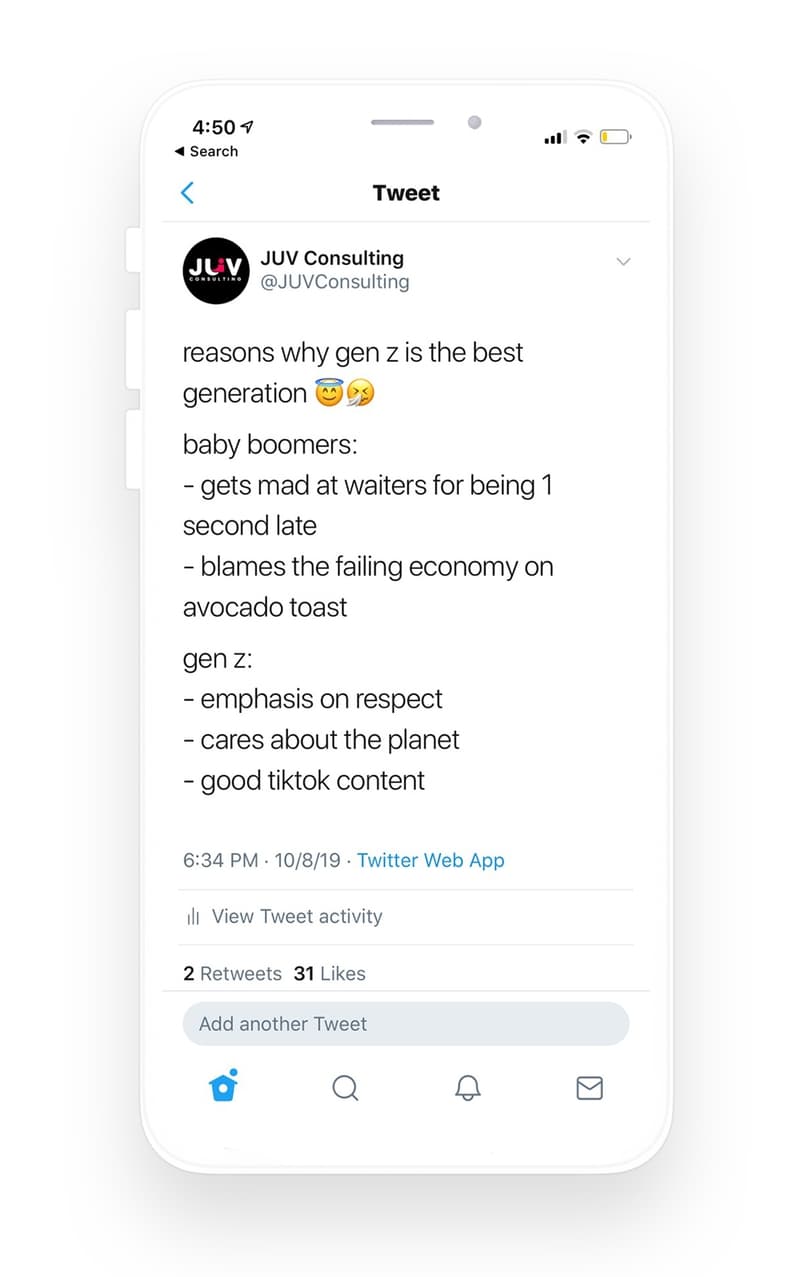 4:50
◀ Search
Tweet
JUV
CONSULTING
JUV Consulting
@JUVConsulting
reasons why gen z is the best
generation 😇🤧
baby boomers:
- gets mad at waiters for being 1
second late
- blames the failing economy on
avocado toast
gen z:
- emphasis on respect
- cares about the planet
- good tiktok content
6:34 PM · 10/8/19 · Twitter Web App
View Tweet activity
2 Retweets 31 Likes
Add another Tweet